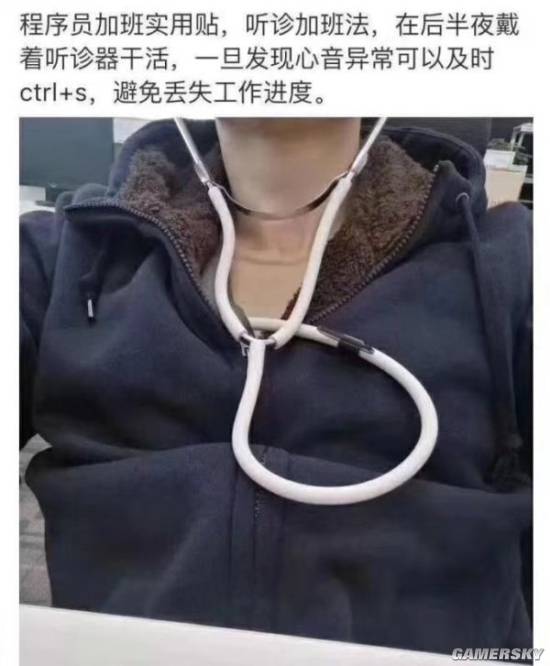 程序员加班实用贴，听诊加班法，在后半夜戴
着听诊器干活，一旦发现心音异常可以及时
ctrl+s，避免丢失工作进度。
GAMERSKY